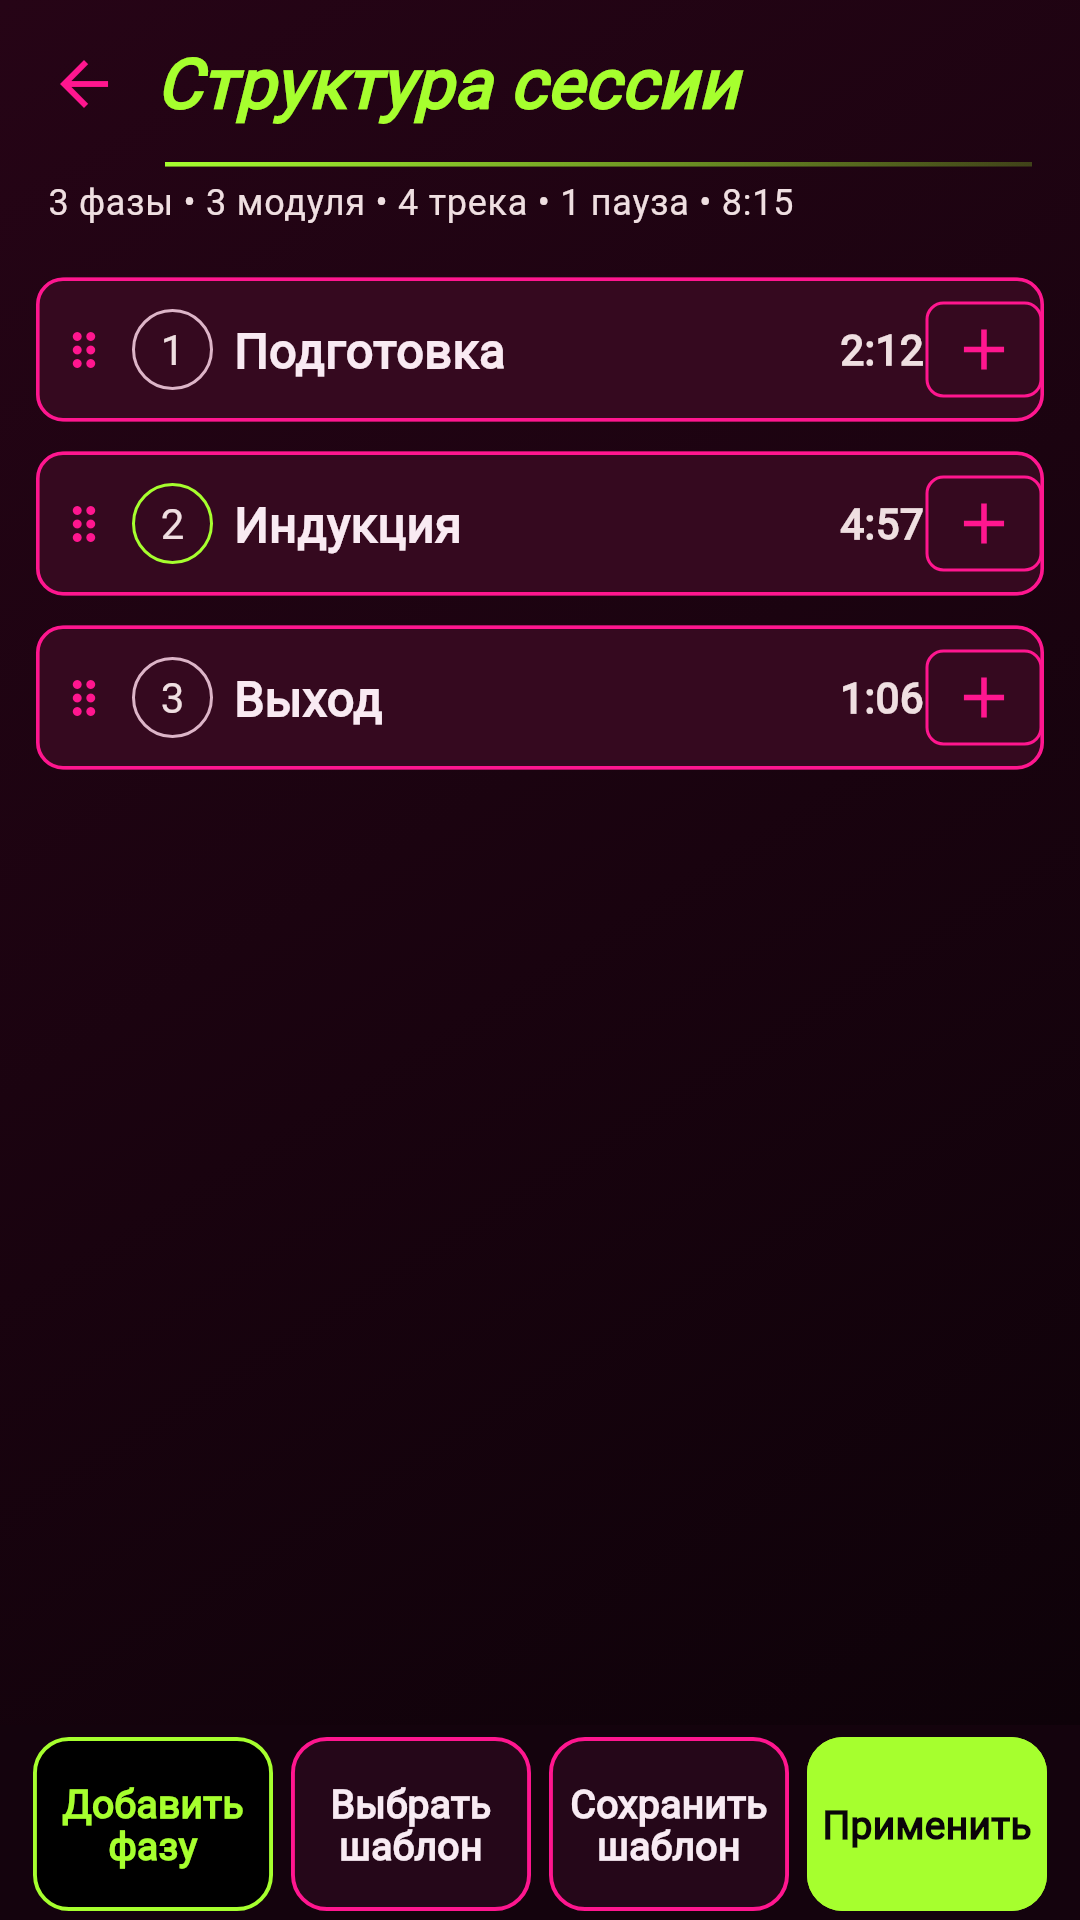 Структура сессии
3 фазы • 3 модуля • 4 трека • 1 пауза • 8:15
1 Подготовка 2:12 +
2 Индукция 4:57 +
3 Выход 1:06 +
Добавить
фазу
Выбрать
шаблон
Сохранить
шаблон
Применить